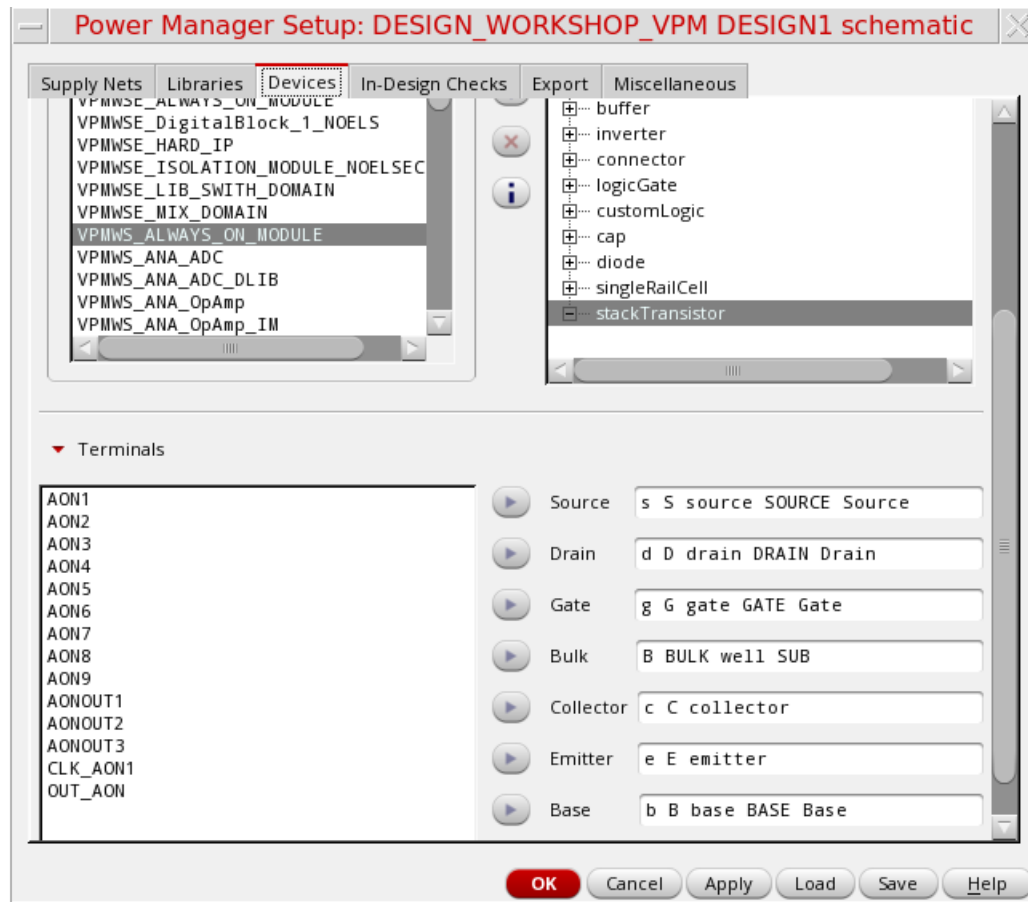 Power Manager Setup: DESIGN_WORKSHOP_VPM DESIGN1 schematic
Supply Nets
Libraries
Devices
In-Design Checks
Export
Miscellaneous
VPMWSE_ALWAYS_ON_MODULE
VPMWSE_DigitalBlock_1_NOELS
VPMWSE_HARD_IP
VPMWSE_ISOLATION_MODULE_NOELSEC
VPMWSE_LIB_SWITH_DOMAIN
VPMWSE_MIX_DOMAIN
VPMWS_ALWAYS_ON_MODULE
VPMWS_ANA_ADC
VPMWS_ANA_ADC_DLIB
VPMWS_ANA_OpAmp
VPMWS_ANA_OpAmp_IM
buffer
inverter
connector
logicGate
customLogic
cap
diode
singleRailCell
stackTransistor
Terminals
AON1
AON2
AON3
AON4
AON5
AON6
AON7
AON8
AON9
AONOUT1
AONOUT2
AONOUT3
CLK_AON1
OUT_AON
Source s S source SOURCE Source
Drain d D drain DRAIN Drain
Gate g G gate GATE Gate
Bulk B BULK well SUB
Collector c C collector
Emitter e E emitter
Base b B base BASE Base
OK
Cancel
Apply
Load
Save
Help